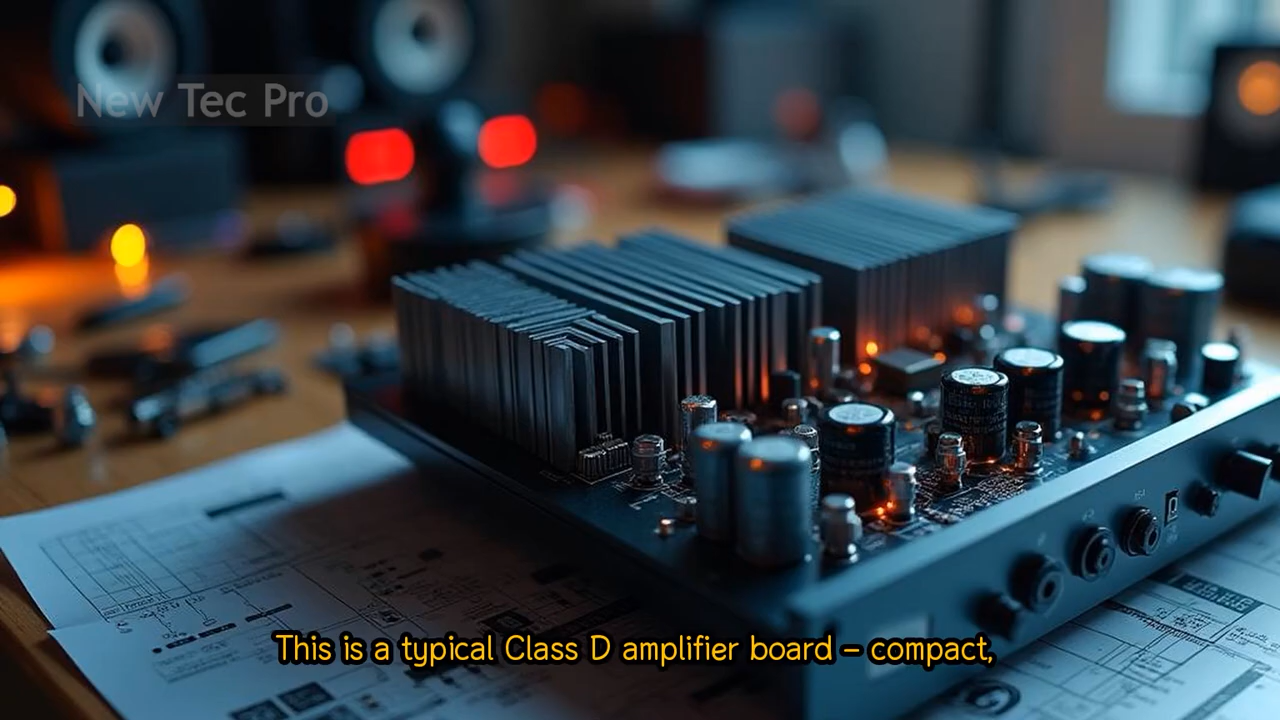 New Tec Pro
This is a typical Class D amplifier board – compact,